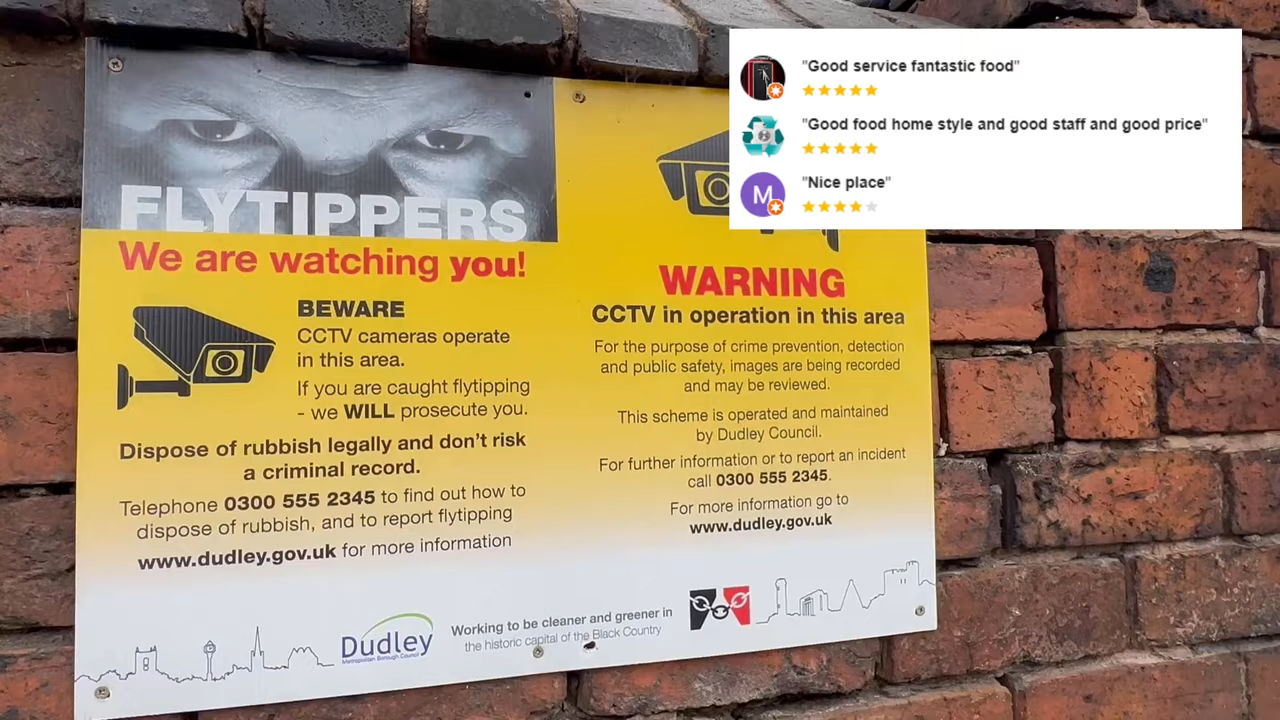 "Good service fantastic food"
"Good food home style and good staff and good price"
M
"Nice place"
FLYTIPPERS
We are watching you!
BEWARE
CCTV cameras operate
in this area.
If you are caught flytipping
- we WILL prosecute you.
Dispose of rubbish legally and don't risk
a criminal record.
Telephone 0300 555 2345 to find out how to
dispose of rubbish, and to report flytipping
www.dudley.gov.uk for more information
WARNING
CCTV in operation in this area
For the purpose of crime prevention, detection
and public safety, images are being recorded
and may be reviewed.
This scheme is operated and maintained
by Dudley Council.
For further information or to report an incident
call 0300 555 2345.
For more information go to
www.dudley.gov.uk
Dudley
Metropolitan Borough Council
Working to be cleaner and greener in
the historic capital of the Black Country